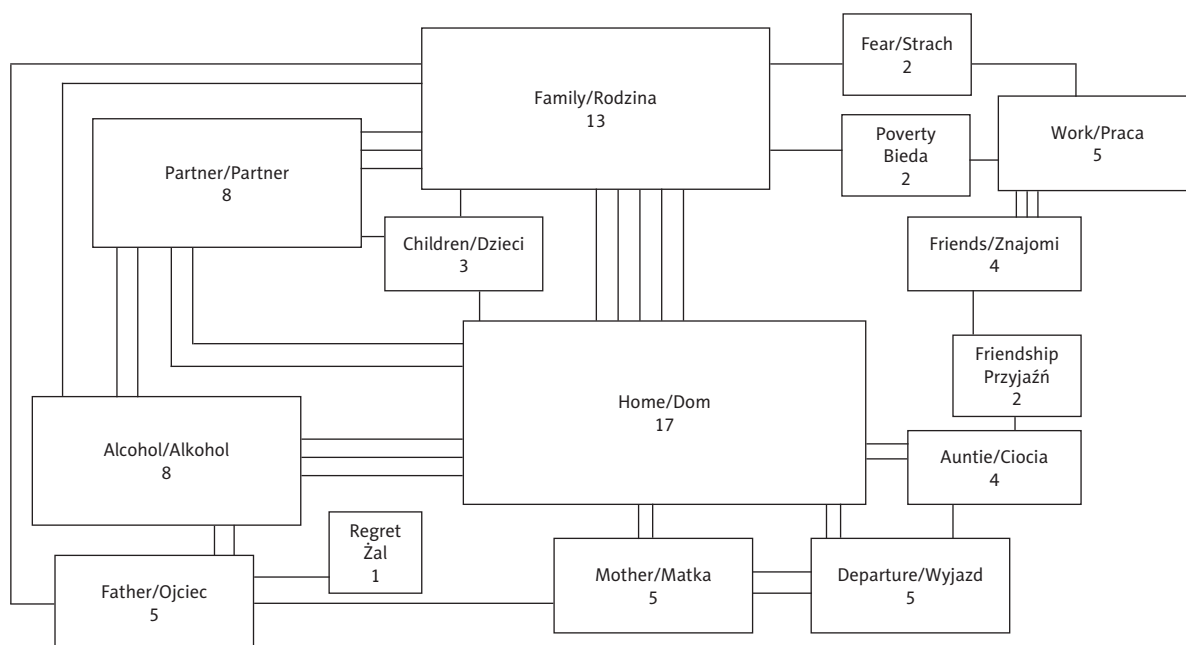 Fear/Strach
2
Family/Rodzina
13
Poverty
Bieda
2
Work/Praca
5
Partner/Partner
8
Children/Dzieci
3
Friends/Znajomi
4
Friendship
Przyjaźń
2
Home/Dom
17
Alcohol/Alkohol
8
Auntie/Ciocia
4
Regret
Żal
1
Mother/Matka
5
Departure/Wyjazd
5
Father/Ojciec
5